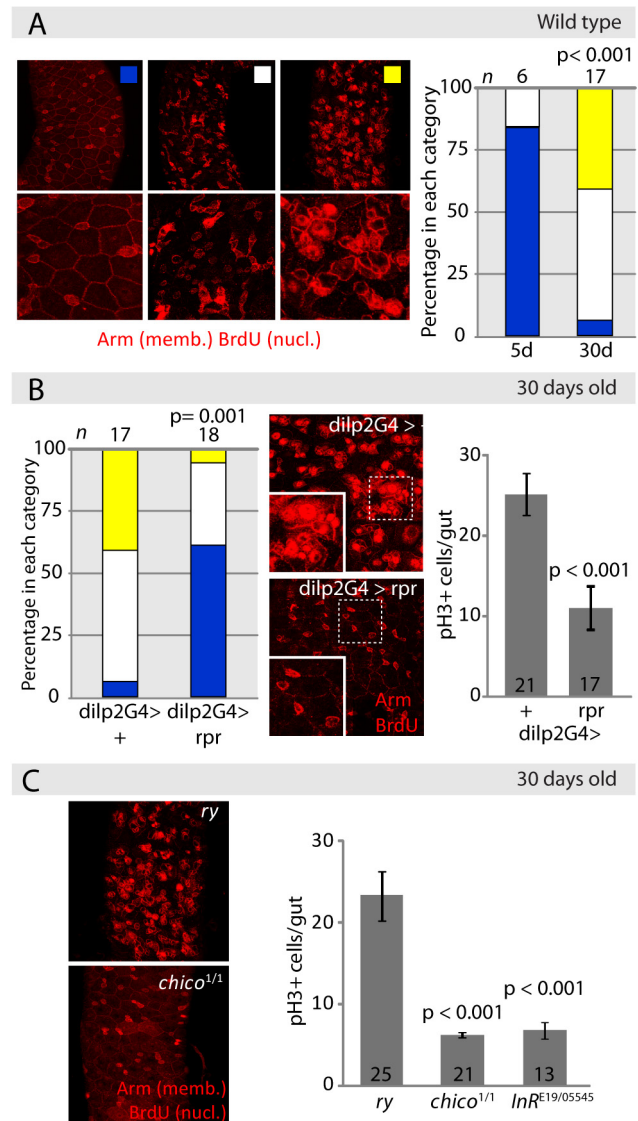 A
Wild type
p< 0.001
n 6 17
Percentage in each category
100
75
50
25
0
5d 30d
Arm (memb.) BrdU (nucl.)
B
30 days old
p= 0.001
n 17 18
Percentage in each category
100
75
50
25
0
dilp2G4> dilp2G4>
+ rpr
dilp2G4 > -
dilp2G4 > rpr
Arm
BrdU
pH3+ cells/gut
30
20
10
0
p < 0.001
21 17
+ rpr
dilp2G4>
C
30 days old
ry
chico1/1
Arm (memb.)
BrdU (nucl.)
pH3+ cells/gut
30
20
10
0
p < 0.001
p < 0.001
25 21 13
ry chico1/1 InRE19/05545